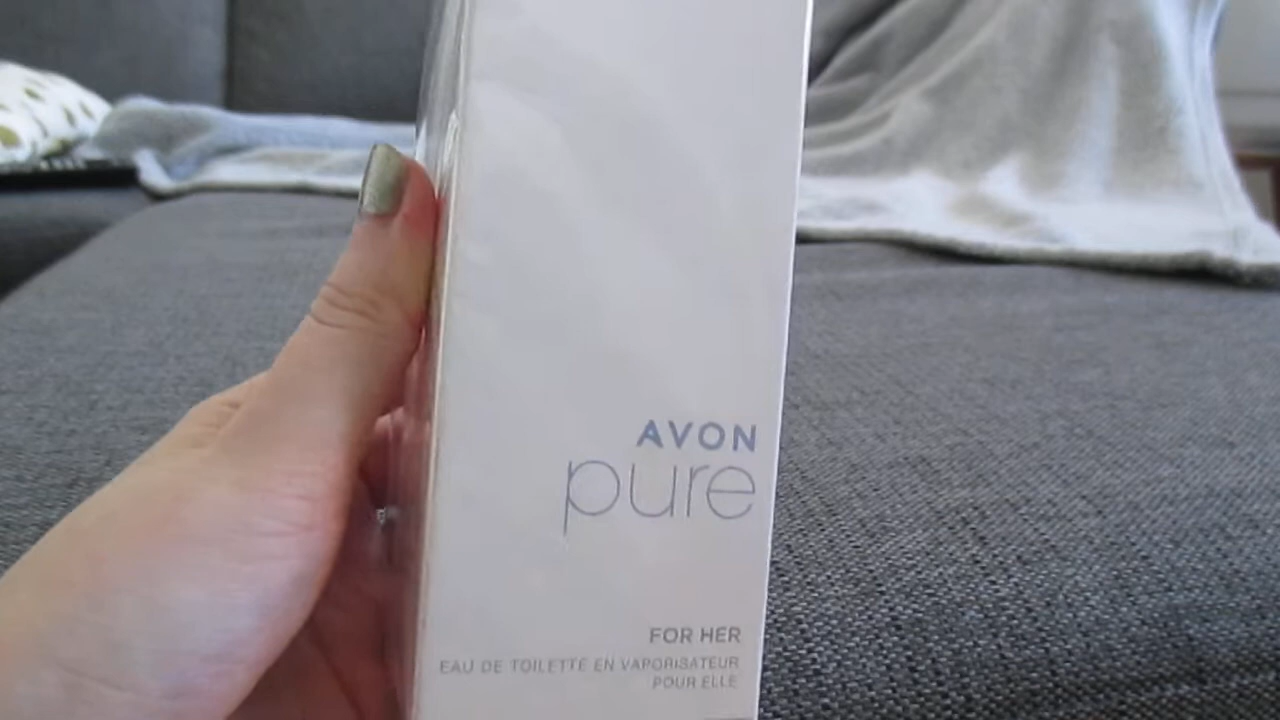 AVON
pure
FOR HER
EAU DE TOILETTE EN VAPORISATEUR
POUR ELLE